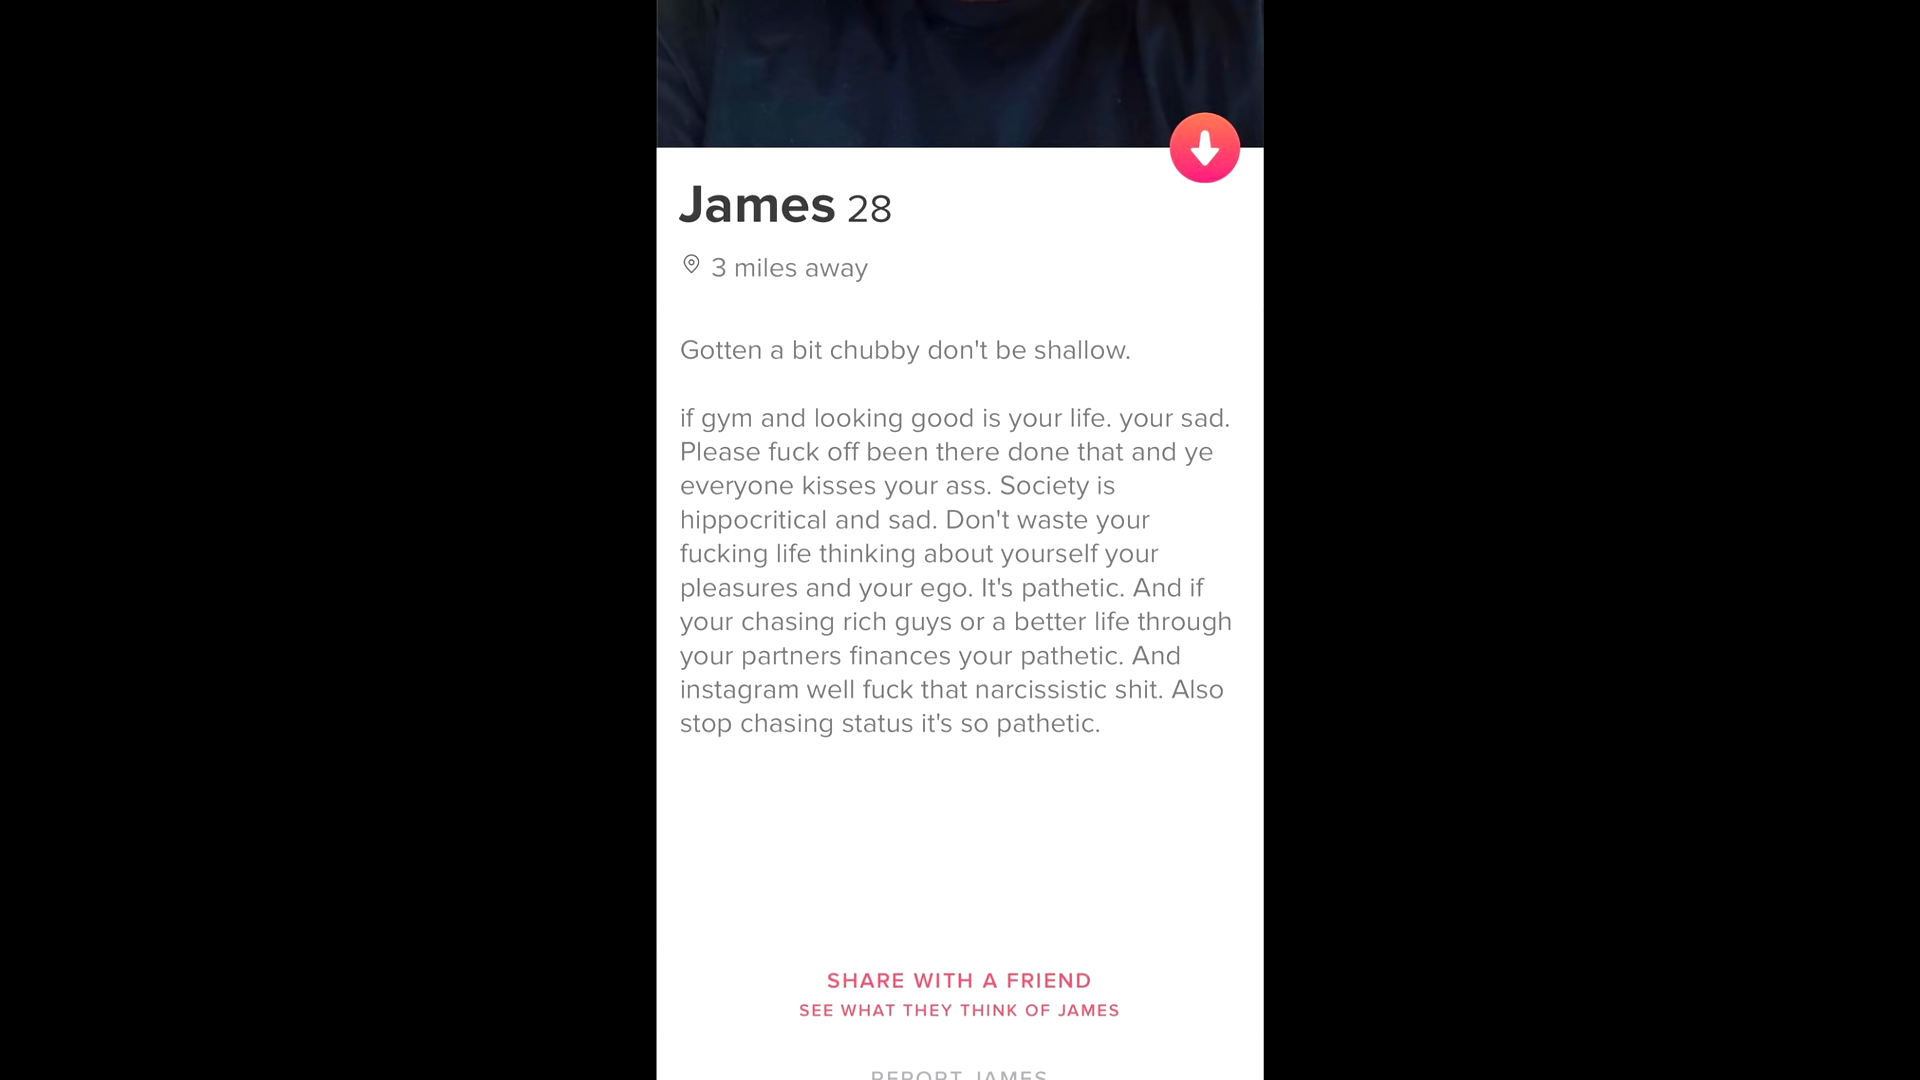 James 28
3 miles away
Gotten a bit chubby don't be shallow.
if gym and looking good is your life. your sad.
Please fuck off been there done that and ye
everyone kisses your ass. Society is
hippocritical and sad. Don't waste your
fucking life thinking about yourself your
pleasures and your ego. It's pathetic. And if
your chasing rich guys or a better life through
your partners finances your pathetic. And
instagram well fuck that narcissistic shit. Also
stop chasing status it's so pathetic.
SHARE WITH A FRIEND
SEE WHAT THEY THINK OF JAMES
REPORT JAMES